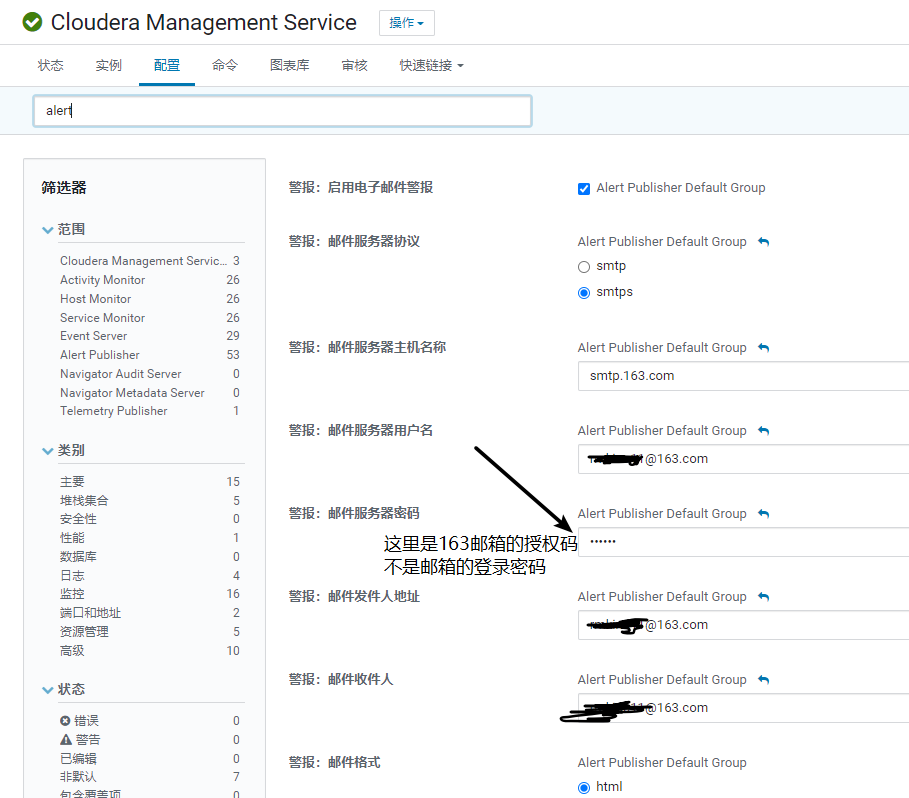 Cloudera Management Service
操作
状态 实例 配置 命令 图表库 审核 快速链接
alert
筛选器
范围
Cloudera Management Servic... 3
Activity Monitor 26
Host Monitor 26
Service Monitor 26
Event Server 29
Alert Publisher 53
Navigator Audit Server 0
Navigator Metadata Server 0
Telemetry Publisher 1
类别
主要 15
堆栈集合 5
安全性 0
性能 1
数据库 0
日志 4
监控 16
端口和地址 2
资源管理 5
高级 10
状态
错误 0
警告 0
已编辑 0
非默认 7
包含覆盖项 0
警报：启用电子邮件警报
Alert Publisher Default Group
警报：邮件服务器协议
Alert Publisher Default Group
smtp
smtps
警报：邮件服务器主机名称
Alert Publisher Default Group
smtp.163.com
警报：邮件服务器用户名
Alert Publisher Default Group
@163.com
警报：邮件服务器密码
Alert Publisher Default Group
••••••
这里是163邮箱的授权码
不是邮箱的登录密码
警报：邮件发件人地址
Alert Publisher Default Group
@163.com
警报：邮件收件人
Alert Publisher Default Group
@163.com
警报：邮件格式
Alert Publisher Default Group
html